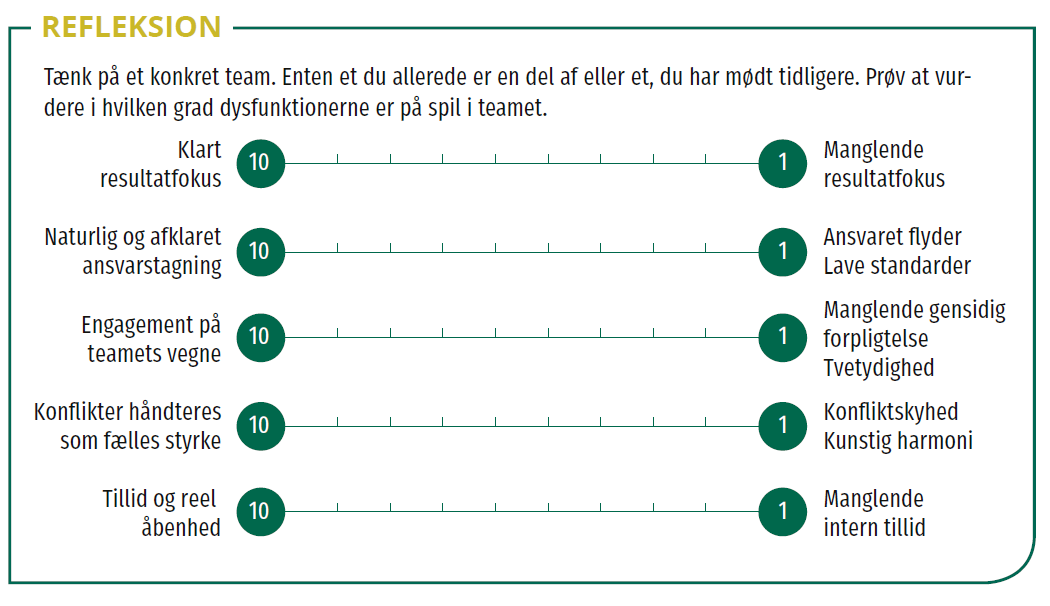 REFLEKSION
Tænk på et konkret team. Enten et du allerede er en del af eller et, du har mødt tidligere. Prøv at vur-
dere i hvilken grad dysfunktionerne er på spil i teamet.
Klart
resultatfokus
10
1
Manglende
resultatfokus
Naturlig og afklaret
ansvarstagning
10
1
Ansvaret flyder
Lave standarder
Engagement på
teamets vegne
10
1
Manglende gensidig
forpligtelse
Tvetydighed
Konflikter håndteres
som fælles styrke
10
1
Konfliktskyhed
Kunstig harmoni
Tillid og reel
åbenhed
10
1
Manglende
intern tillid